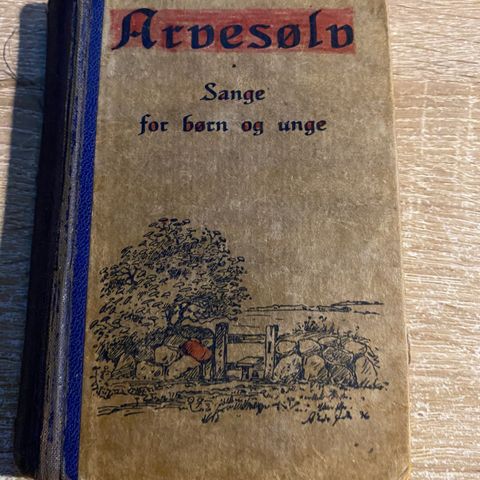 Arvesølv
Sange
for børn og unge